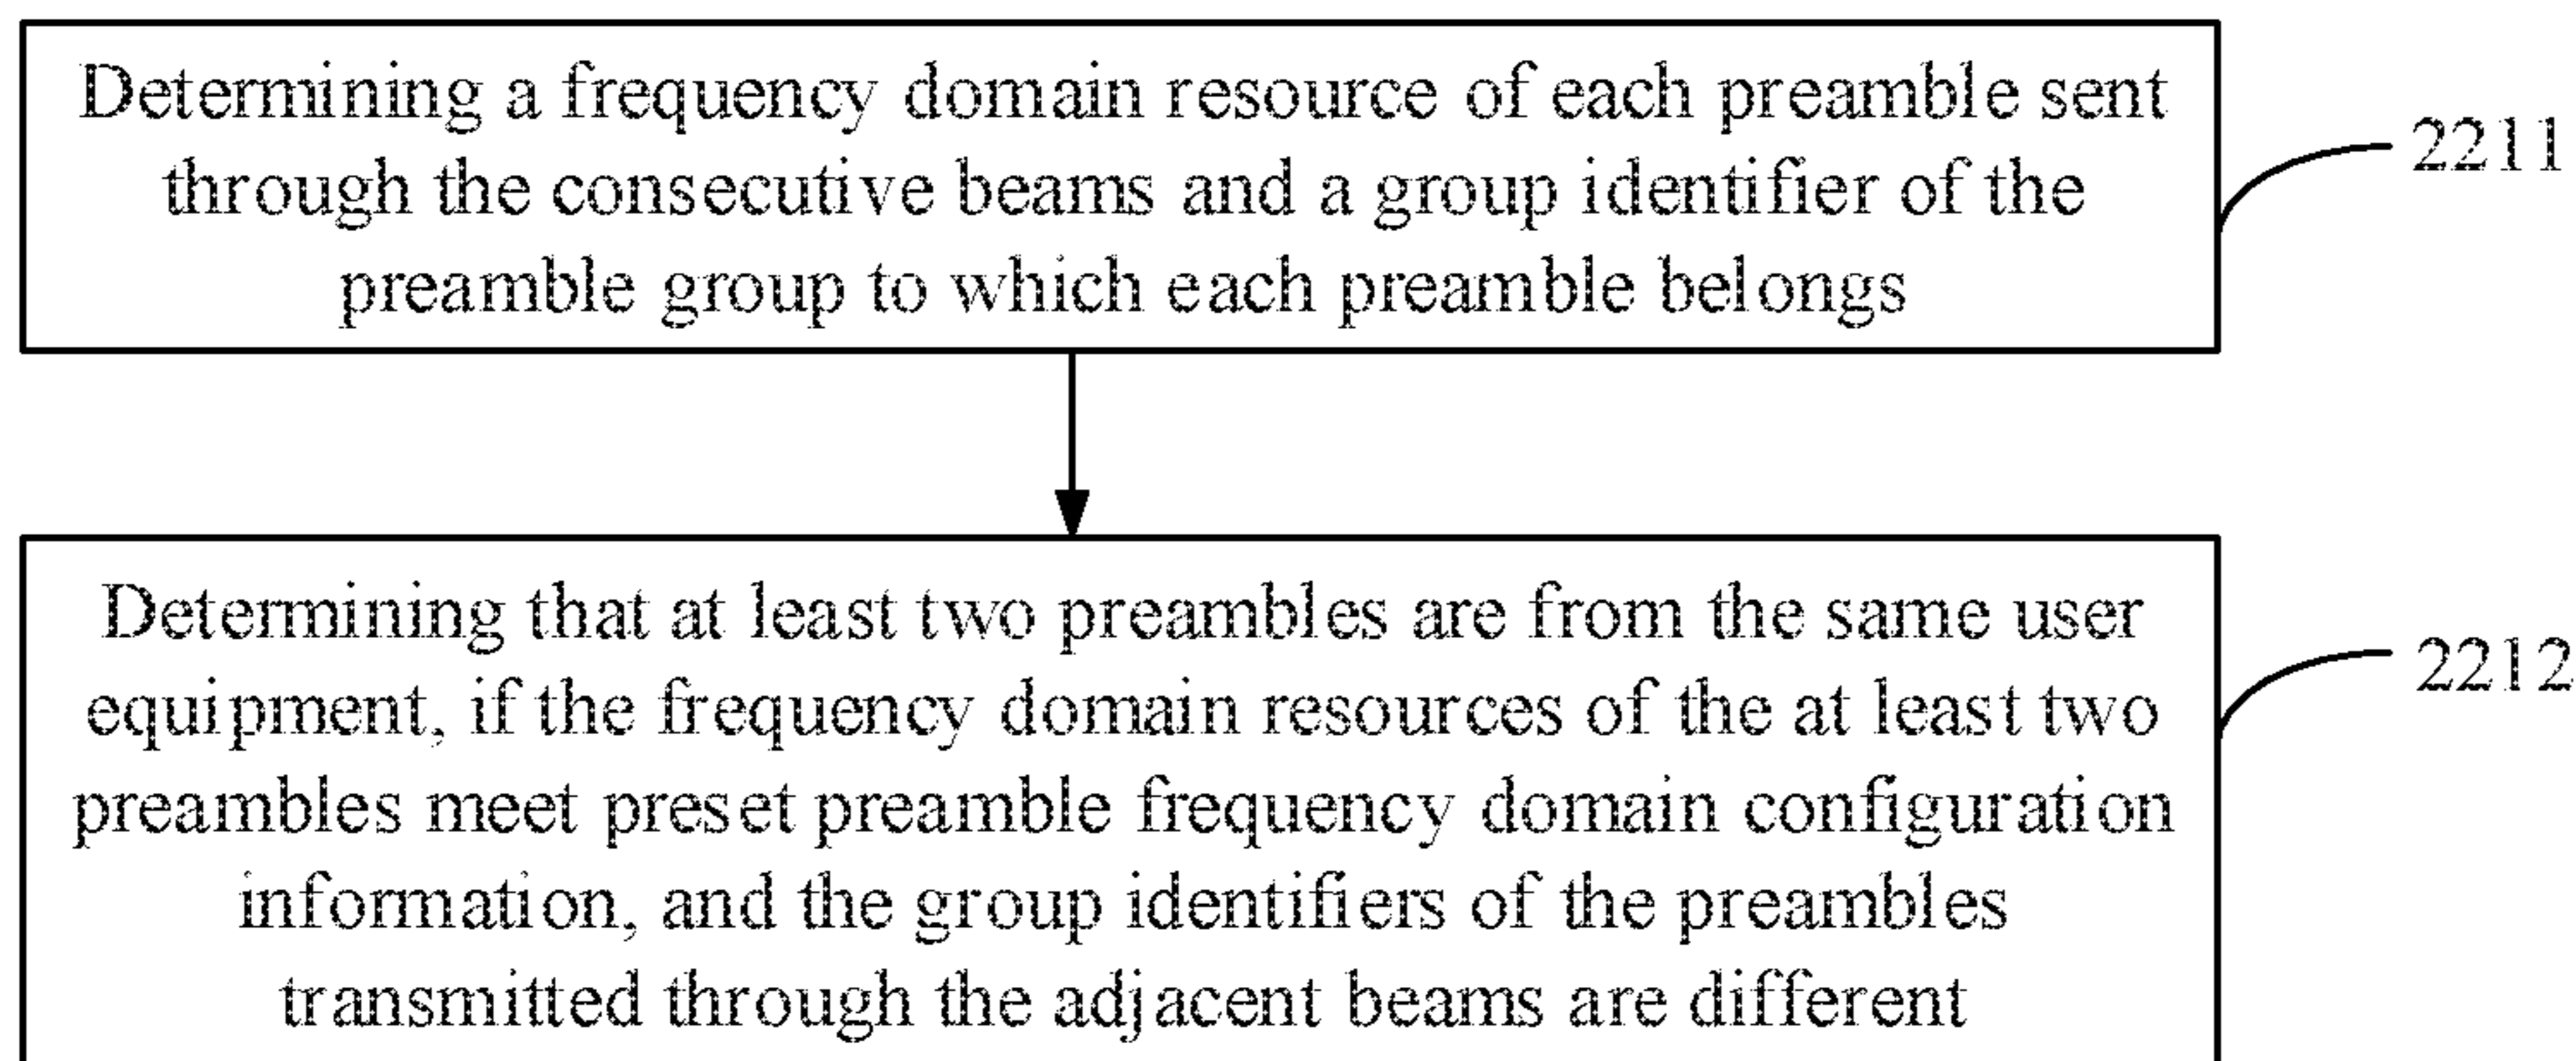 Determining a frequency domain resource of each preamble sent
through the consecutive beams and a group identifier of the
preamble group to which each preamble belongs
2211
Determining that at least two preambles are from the same user
equipment, if the frequency domain resources of the at least two
preambles meet preset preamble frequency domain configuration
information, and the group identifiers of the preambles
transmitted through the adjacent beams are different
2212